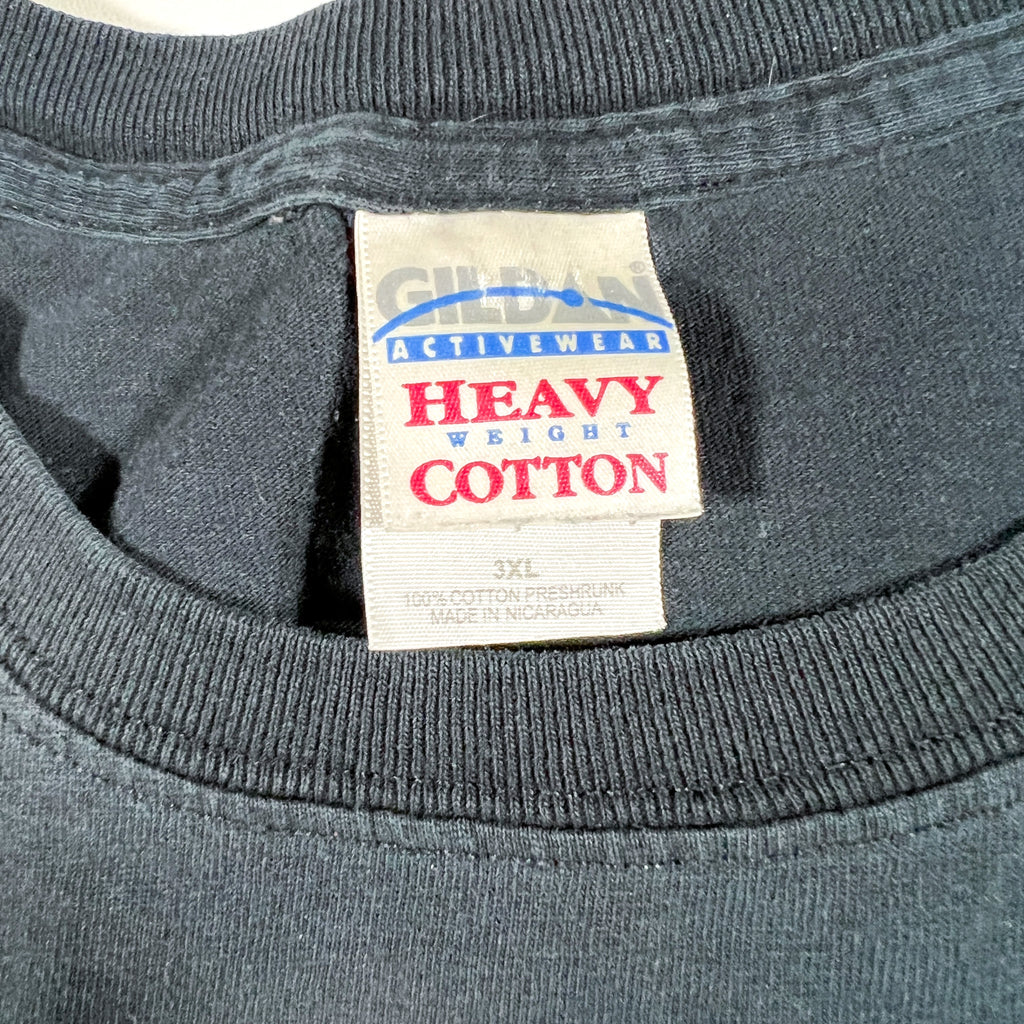 GILDAN®
ACTIVEWEAR
HEAVY
WEIGHT
COTTON
3XL
100% COTTON PRESHRUNK
MADE IN NICARAGUA